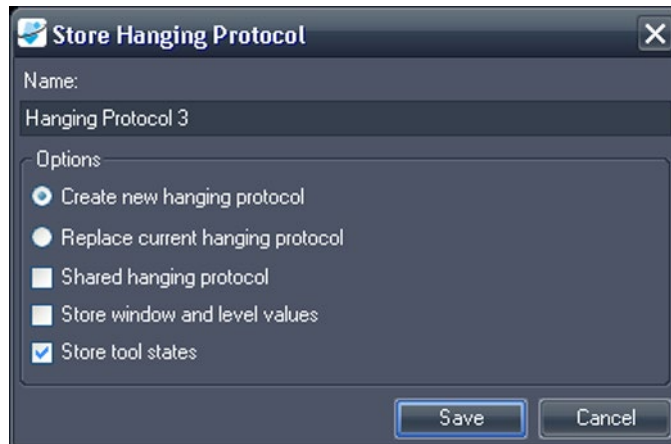 Store Hanging Protocol
Name:
Hanging Protocol 3
Options
Create new hanging protocol
Replace current hanging protocol
Shared hanging protocol
Store window and level values
Store tool states
Save Cancel